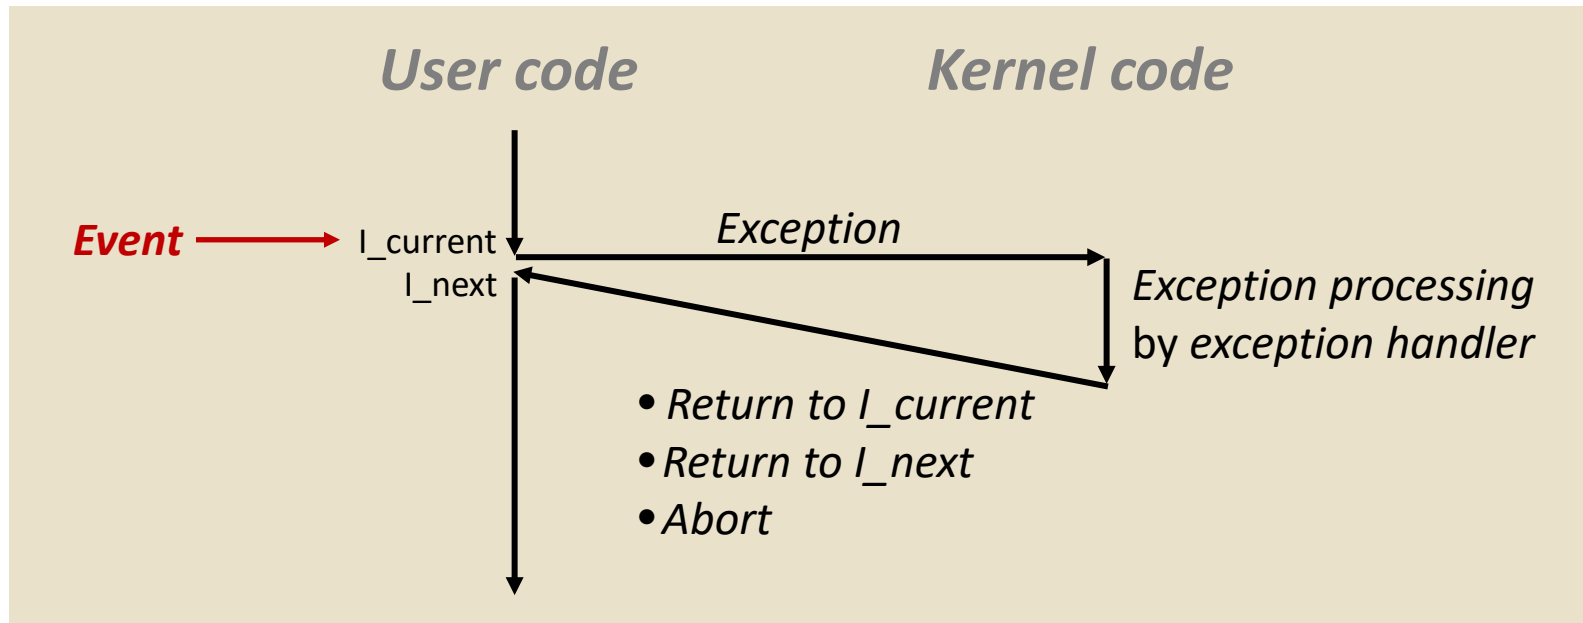 User code
Kernel code
Event
I_current
Exception
I_next
Exception processing
by exception handler
• Return to I_current
• Return to I_next
• Abort